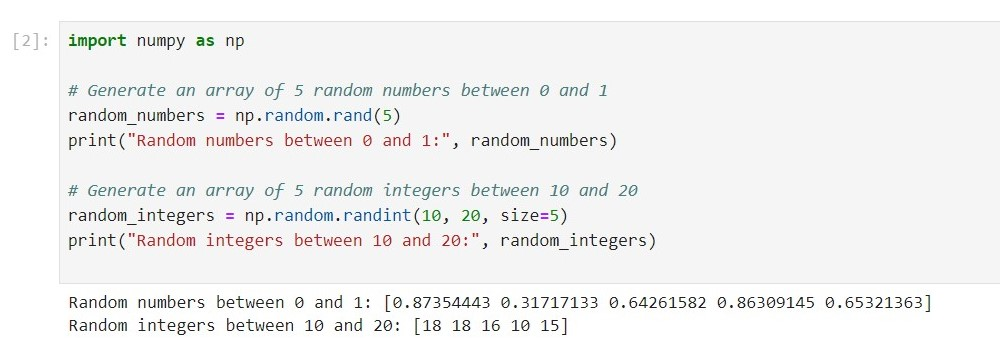 [2]: import numpy as np
# Generate an array of 5 random numbers between 0 and 1
random_numbers = np.random.rand(5)
print("Random numbers between 0 and 1:", random_numbers)
# Generate an array of 5 random integers between 10 and 20
random_integers = np.random.randint(10, 20, size=5)
print("Random integers between 10 and 20:", random_integers)
Random numbers between 0 and 1: [0.87354443 0.31717133 0.64261582 0.86309145 0.65321363]
Random integers between 10 and 20: [18 18 16 10 15]